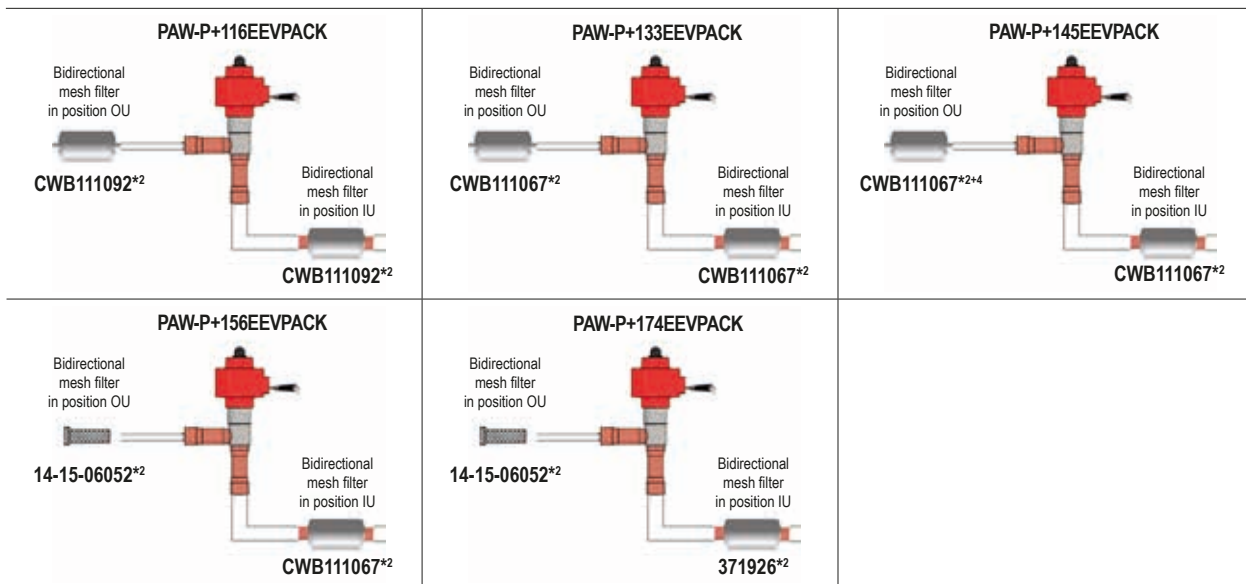 PAW-P+116EEVPACK
Bidirectional
mesh filter
in position OU
CWB111092*2
Bidirectional
mesh filter
in position IU
CWB111092*2
PAW-P+133EEVPACK
Bidirectional
mesh filter
in position OU
CWB111067*2
Bidirectional
mesh filter
in position IU
CWB111067*2
PAW-P+145EEVPACK
Bidirectional
mesh filter
in position OU
CWB111067*2+4
Bidirectional
mesh filter
in position IU
CWB111067*2
PAW-P+156EEVPACK
Bidirectional
mesh filter
in position OU
14-15-06052*2
Bidirectional
mesh filter
in position IU
CWB111067*2
PAW-P+174EEVPACK
Bidirectional
mesh filter
in position OU
14-15-06052*2
Bidirectional
mesh filter
in position IU
371926*2